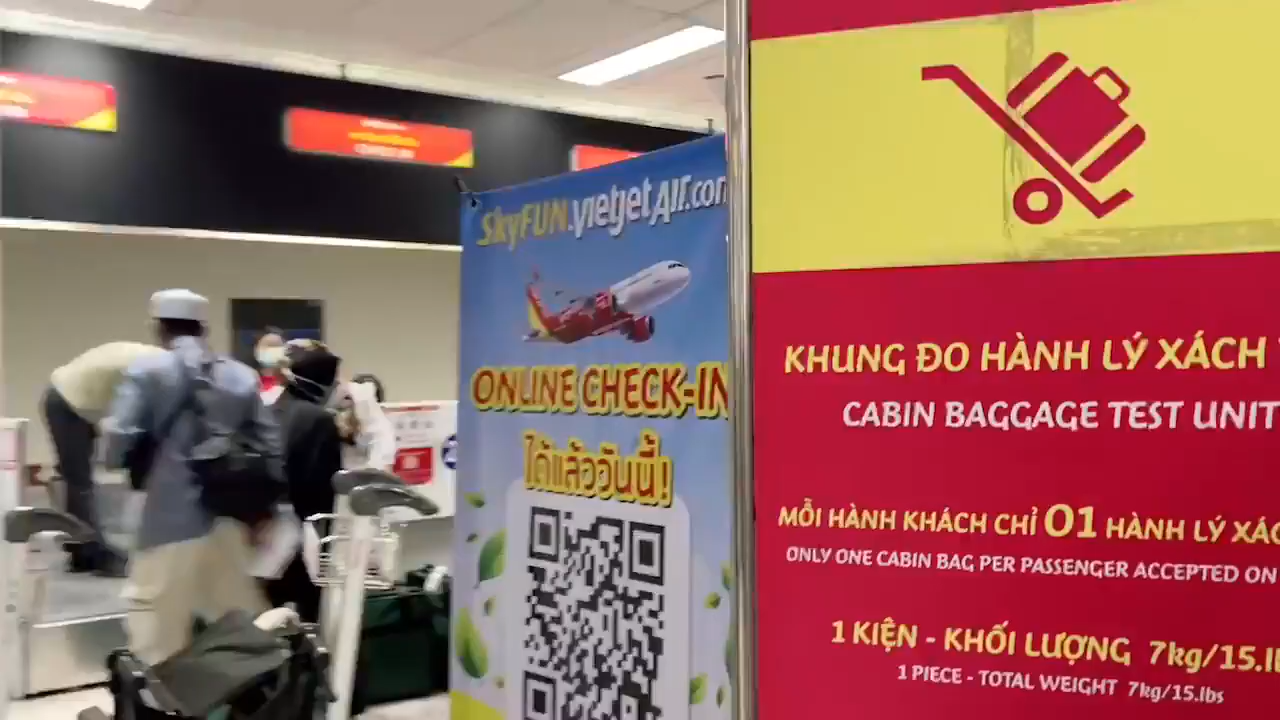 SkyFUN.vietjetAir.com
ONLINE CHECK-IN
ได้แล้ววันนี้!
KHUNG ĐO HÀNH LÝ XÁCH
CABIN BAGGAGE TEST UNIT
MỖI HÀNH KHÁCH CHỈ 01 HÀNH LÝ
ONLY ONE CABIN BAG PER PASSENGER ACCEPTED ON
1 KIỆN - KHỐI LƯỢNG 7kg/15.lb
1 PIECE - TOTAL WEIGHT 7kg/15.lbs